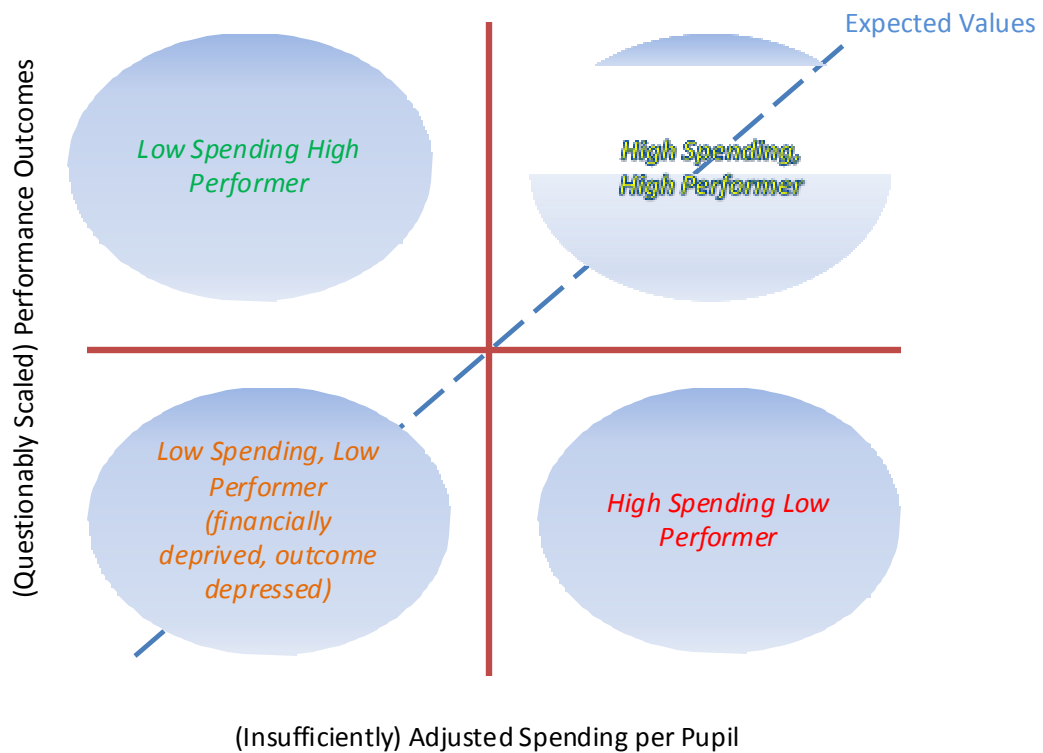 Expected Values
(Questionably Scaled) Performance Outcomes
Low Spending High
Performer
High Spending,
High Performer
Low Spending, Low
Performer
(financially
deprived, outcome
depressed)
High Spending Low
Performer
(Insufficiently) Adjusted Spending per Pupil